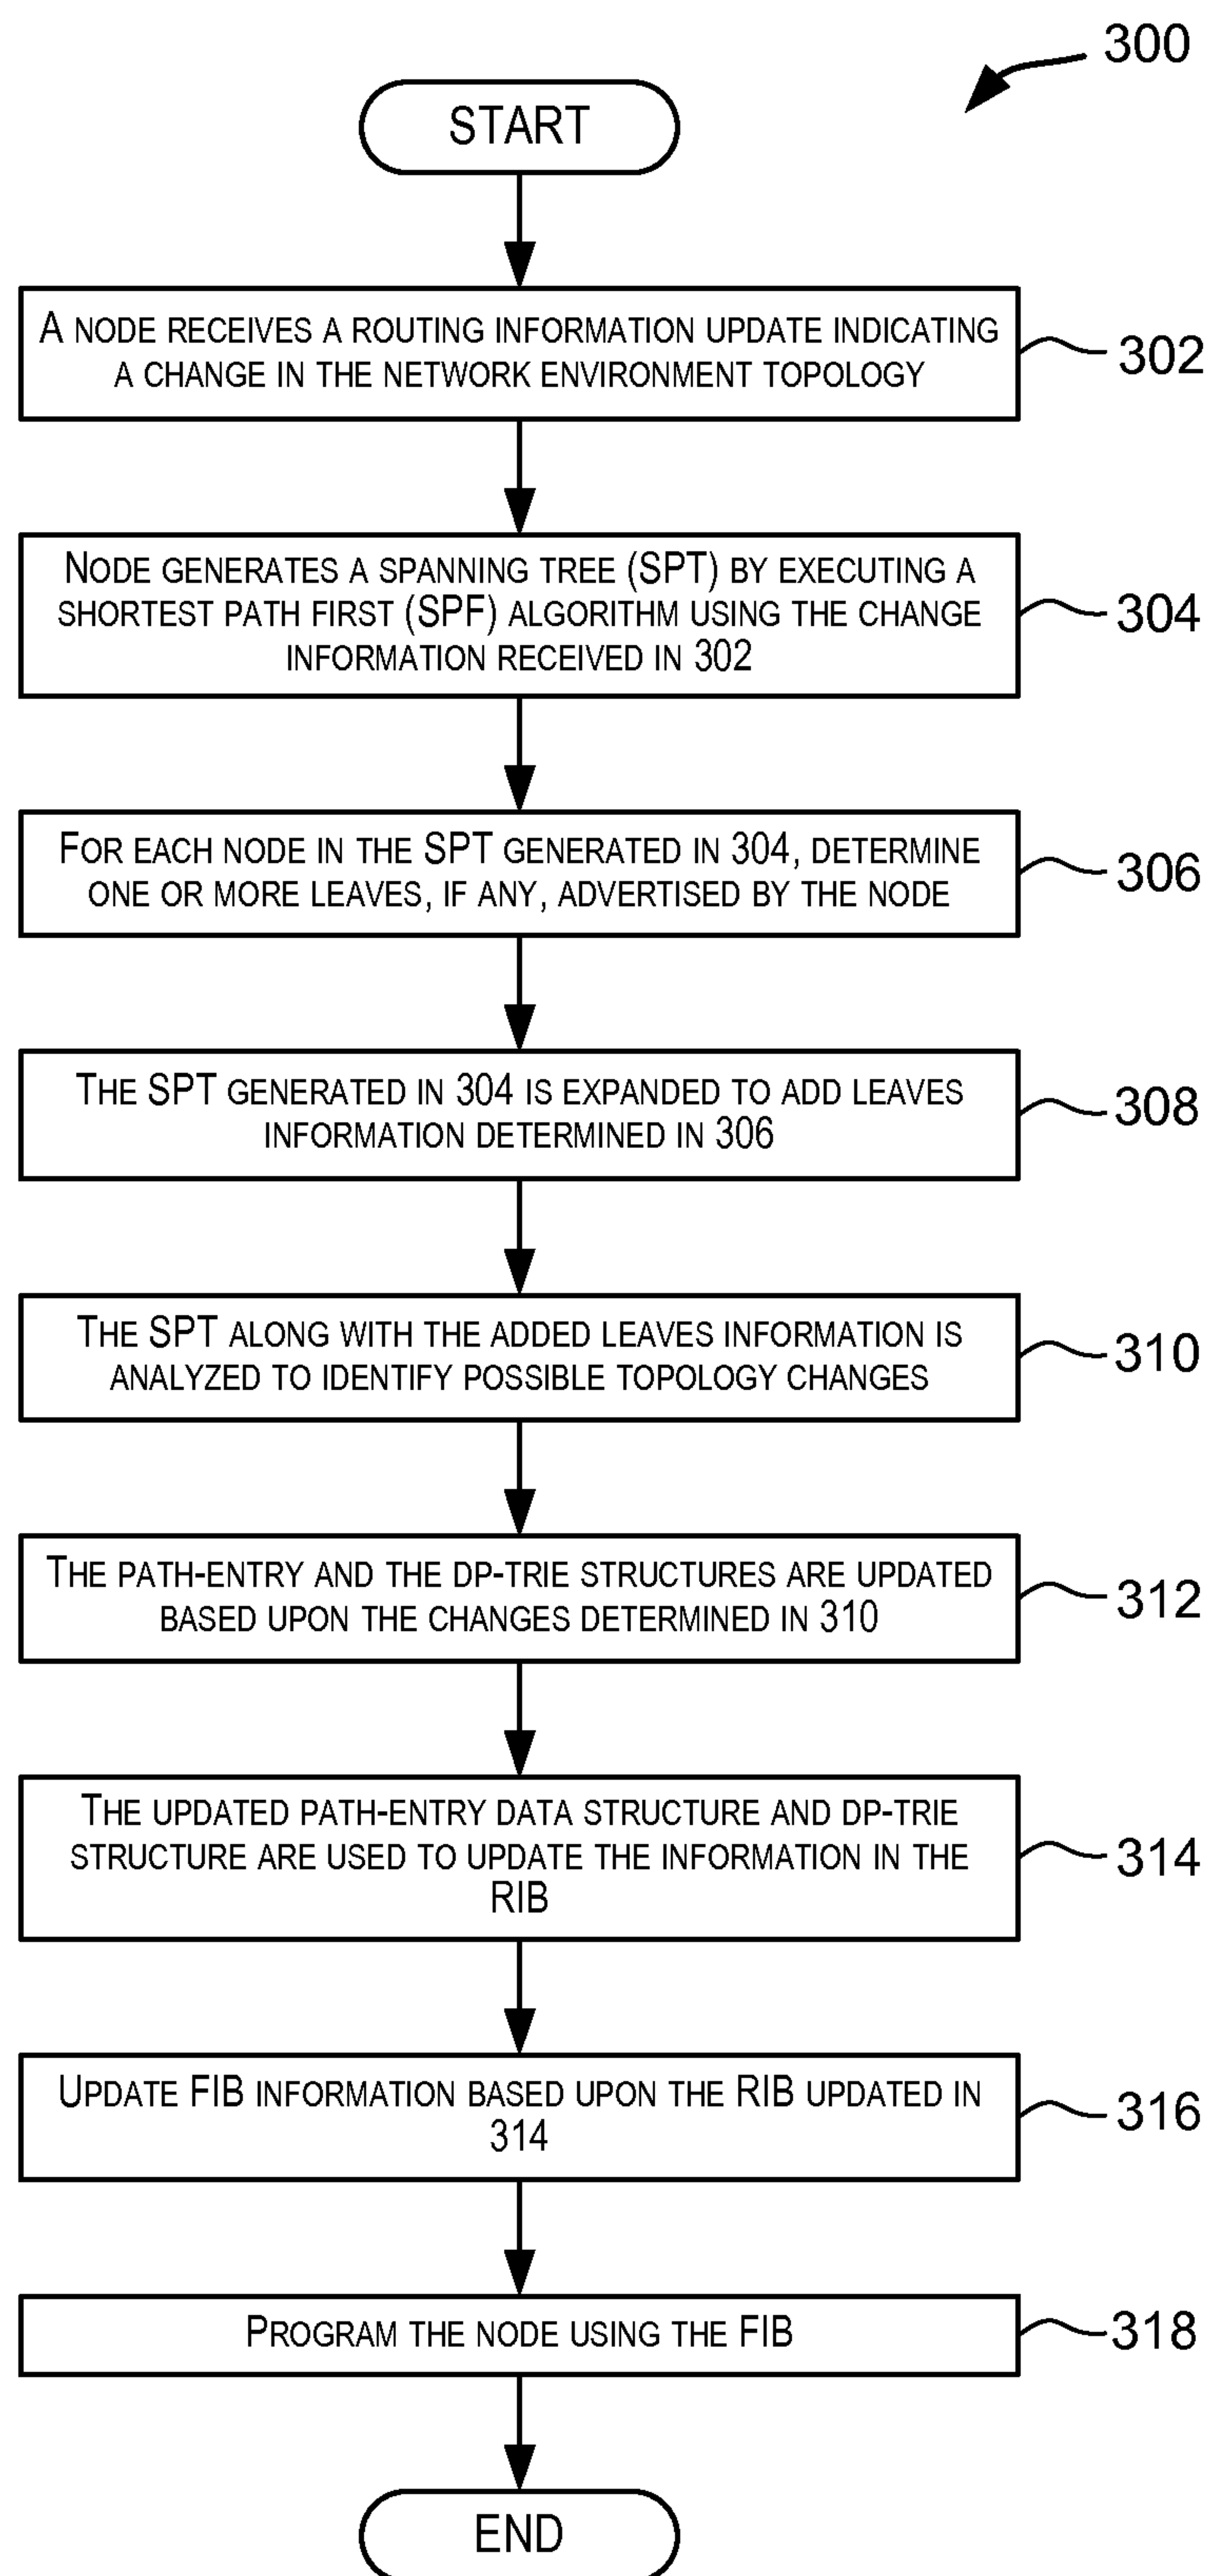 300
START
A NODE RECEIVES A ROUTING INFORMATION UPDATE INDICATING
A CHANGE IN THE NETWORK ENVIRONMENT TOPOLOGY
302
NODE GENERATES A SPANNING TREE (SPT) BY EXECUTING A
SHORTEST PATH FIRST (SPF) ALGORITHM USING THE CHANGE
INFORMATION RECEIVED IN 302
304
FOR EACH NODE IN THE SPT GENERATED IN 304, DETERMINE
ONE OR MORE LEAVES, IF ANY, ADVERTISED BY THE NODE
306
THE SPT GENERATED IN 304 IS EXPANDED TO ADD LEAVES
INFORMATION DETERMINED IN 306
308
THE SPT ALONG WITH THE ADDED LEAVES INFORMATION IS
ANALYZED TO IDENTIFY POSSIBLE TOPOLOGY CHANGES
310
THE PATH-ENTRY AND THE DP-TRIE STRUCTURES ARE UPDATED
BASED UPON THE CHANGES DETERMINED IN 310
312
THE UPDATED PATH-ENTRY DATA STRUCTURE AND DP-TRIE
STRUCTURE ARE USED TO UPDATE THE INFORMATION IN THE
RIB
314
UPDATE FIB INFORMATION BASED UPON THE RIB UPDATED IN
314
316
PROGRAM THE NODE USING THE FIB
318
END